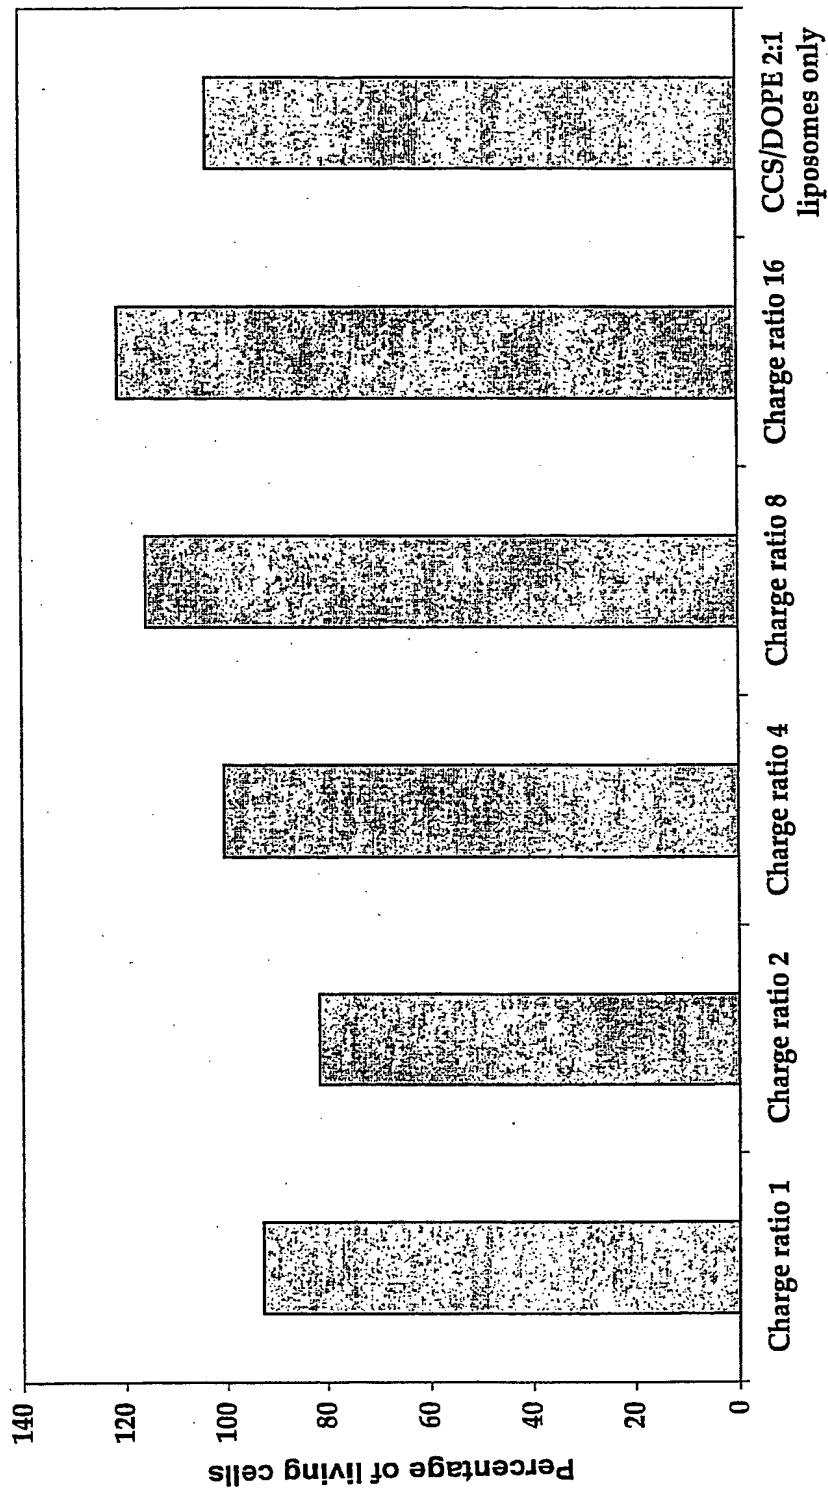 Percentage of living cells
140
120
100
80
60
40
20
0
Charge ratio 1
Charge ratio 2
Charge ratio 4
Charge ratio 8
Charge ratio 16
CCS/DOPE 2:1
liposomes only